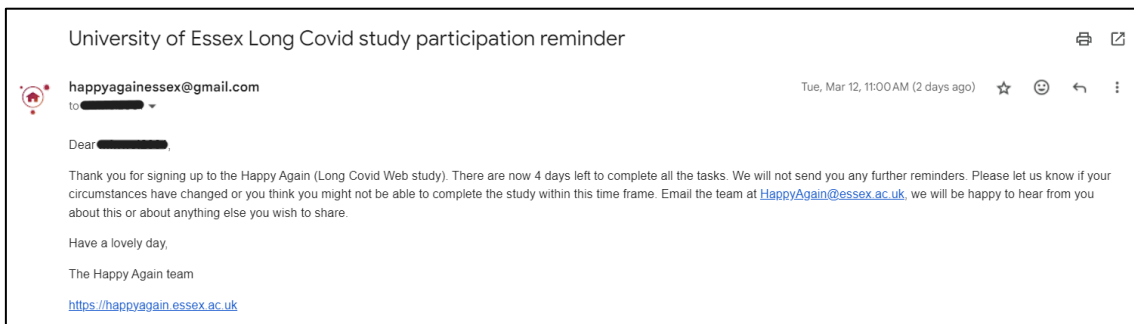 University of Essex Long Covid study participation reminder
happyagainessex@gmail.com
Tue, Mar 12, 11:00 AM (2 days ago)
to
Dear ,
Thank you for signing up to the Happy Again (Long Covid Web study). There are now 4 days left to complete all the tasks. We will not send you any further reminders. Please let us know if your
circumstances have changed or you think you might not be able to complete the study within this time frame. Email the team at HappyAgain@essex.ac.uk, we will be happy to hear from you
about this or about anything else you wish to share.
Have a lovely day,
The Happy Again team
https://happyagain.essex.ac.uk